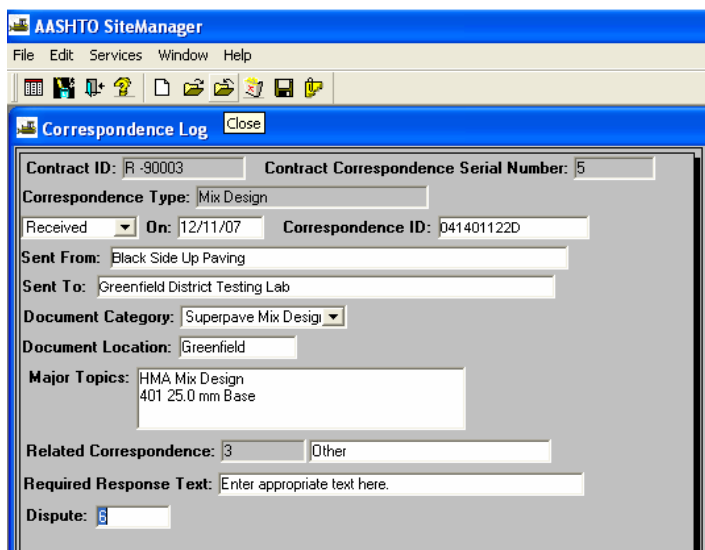 AASHTO SiteManager
File Edit Services Window Help
Correspondence Log Close
Contract ID: R -90003 Contract Correspondence Serial Number: 5
Correspondence Type: Mix Design
Received On: 12/11/07 Correspondence ID: 041401122D
Sent From: Black Side Up Paving
Sent To: Greenfield District Testing Lab
Document Category: Superpave Mix Design
Document Location: Greenfield
Major Topics: HMA Mix Design
401 25.0 mm Base
Related Correspondence: 3 Other
Required Response Text: Enter appropriate text here.
Dispute: 6